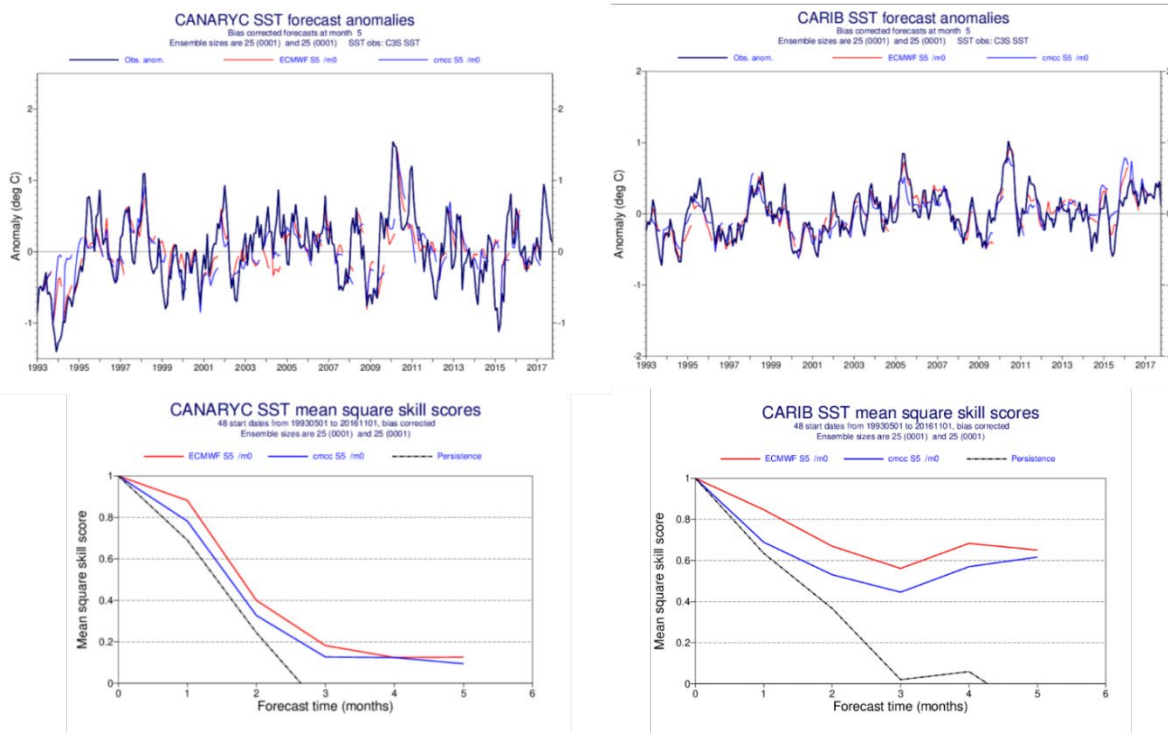 CANARYC SST forecast anomalies
Bias corrected forecasts at month 5
Ensemble sizes are 25 (0001) and 25 (0001) SST obs: C3S SST
Obs. anom. ECMWF S5 /m0 cmcc S5 /m0
Anomaly (deg C)
2 2
1 1
0 0
-1 -1
1993 1995 1997 1999 2001 2003 2005 2007 2009 2011 2013 2015 2017
CARIB SST forecast anomalies
Bias corrected forecasts at month 5
Ensemble sizes are 25 (0001) and 25 (0001) SST obs: C3S SST
Obs. anom. ECMWF S5 /m0 cmcc S5 /m0
Anomaly (deg C)
2 2
1 1
0 0
-1 -1
-2 -2
1993 1995 1997 1999 2001 2003 2005 2007 2009 2011 2013 2015 2017
CANARYC SST mean square skill scores
48 start dates from 19930501 to 20161101, bias corrected
Ensemble sizes are 25 (0001) and 25 (0001)
ECMWF S5 /m0 cmcc S5 /m0 Persistence
Mean square skill score
1
0.8
0.6
0.4
0.2
0
0 1 2 3 4 5 6
Forecast time (months)
CARIB SST mean square skill scores
48 start dates from 19930501 to 20161101, bias corrected
Ensemble sizes are 25 (0001) and 25 (0001)
ECMWF S5 /m0 cmcc S5 /m0 Persistence
Mean square skill score
1
0.8
0.6
0.4
0.2
0
0 1 2 3 4 5 6
Forecast time (months)